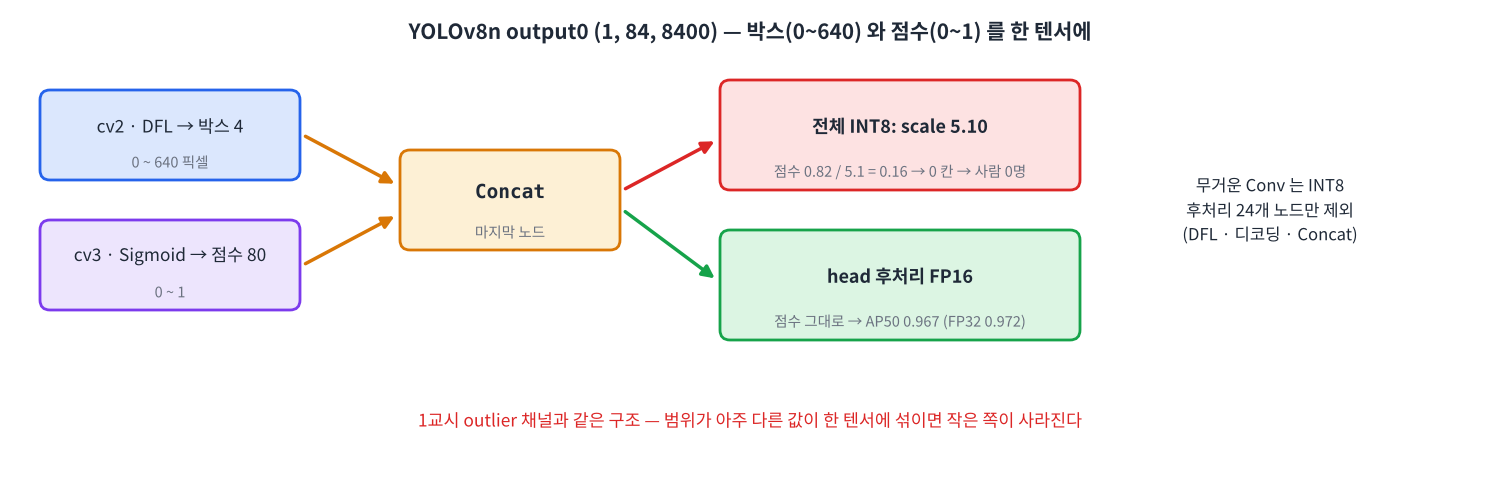 YOLOv8n output0 (1, 84, 8400) — 박스(0~640) 와 점수(0~1) 를 한 텐서에
cv2 · DFL → 박스 4
0 ~ 640 픽셀
cv3 · Sigmoid → 점수 80
0 ~ 1
Concat
마지막 노드
전체 INT8: scale 5.10
점수 0.82 / 5.1 = 0.16 → 0 칸 → 사람 0명
head 후처리 FP16
점수 그대로 → AP50 0.967 (FP32 0.972)
무거운 Conv 는 INT8
후처리 24개 노드만 제외
(DFL · 디코딩 · Concat)
1교시 outlier 채널과 같은 구조 — 범위가 아주 다른 값이 한 텐서에 섞이면 작은 쪽이 사라진다